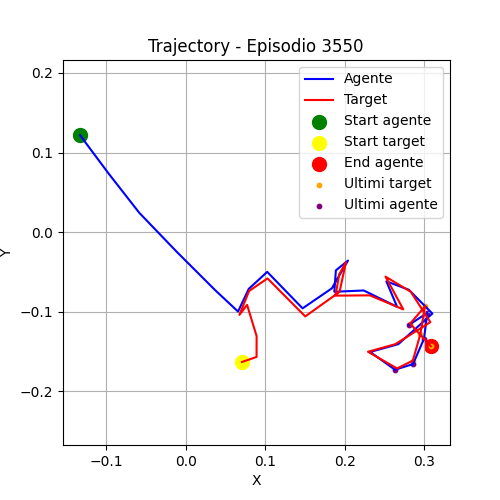 Trajectory - Episodio 3550
Agente
Target
Start agente
Start target
End agente
Ultimi target
Ultimi agente
0.2
0.1
0.0
−0.1
−0.2
Y
−0.1
0.0
0.1
0.2
0.3
X